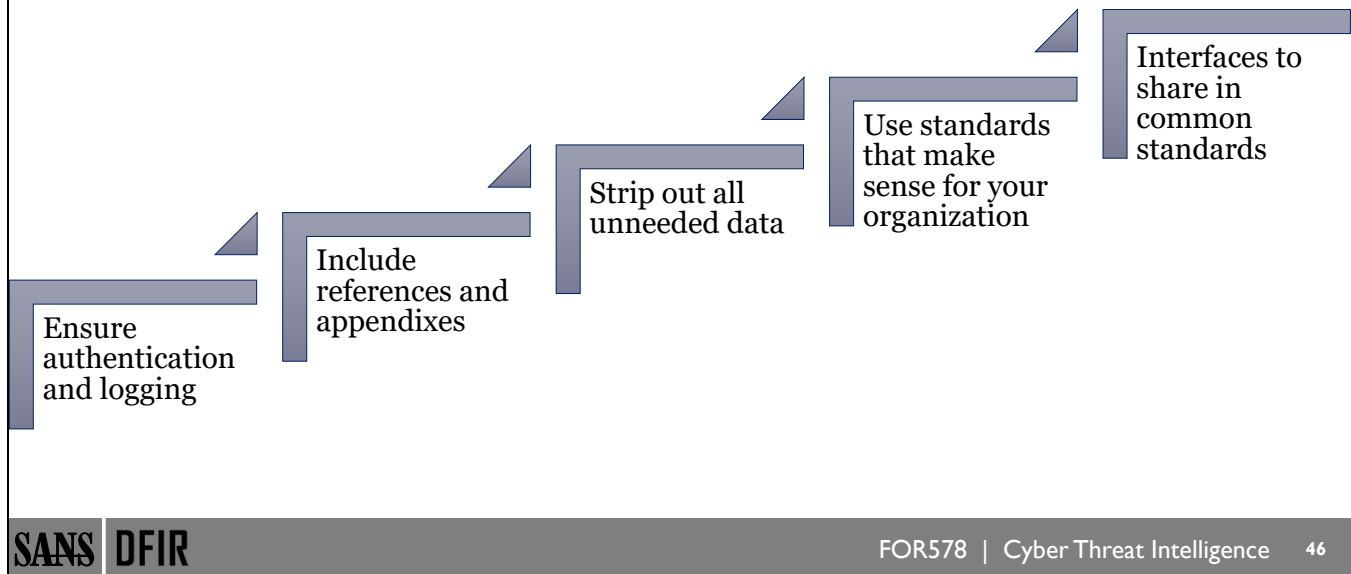 Ensure
authentication
and logging
Include
references and
appendixes
Strip out all
unneeded data
Use standards
that make
sense for your
organization
Interfaces to
share in
common
standards
SANS DFIR
FOR578 | Cyber Threat Intelligence 46